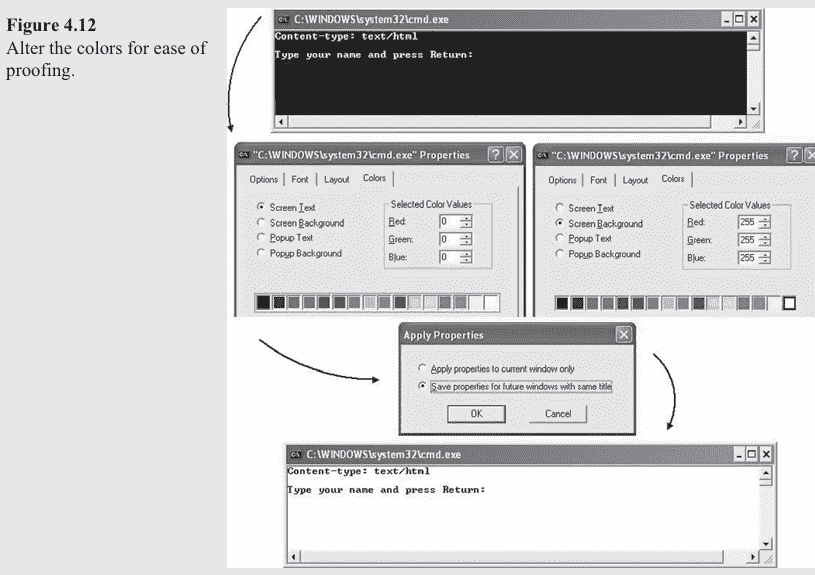 Figure 4.12
Alter the colors for ease of
proofing.
C:\WINDOWS\system32\cmd.exe
Content-type: text/html
Type your name and press Return:
"C:\WINDOWS\system32\cmd.exe" Properties
Options Font Layout Colors
Screen Text
Screen Background
Popup Text
Popup Background
Selected Color Values
Red: 0
Green: 0
Blue: 0
"C:\WINDOWS\system32\cmd.exe" Properties
Options Font Layout Colors
Screen Text
Screen Background
Popup Text
Popup Background
Selected Color Values
Red: 255
Green: 255
Blue: 255
Apply Properties
Apply properties to current window only
Save properties for future windows with same title
OK Cancel
C:\WINDOWS\system32\cmd.exe
Content-type: text/html
Type your name and press Return: